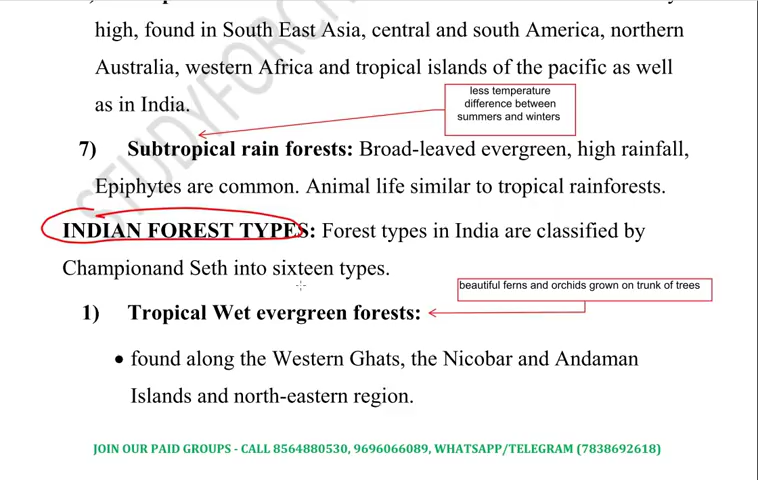 high, found in South East Asia, central and south America, northern
Australia, western Africa and tropical islands of the pacific as well
as in India.
less temperature
difference between
summers and winters
7) Subtropical rain forests: Broad-leaved evergreen, high rainfall,
Epiphytes are common. Animal life similar to tropical rainforests.
INDIAN FOREST TYPES: Forest types in India are classified by
Championand Seth into sixteen types.
beautiful ferns and orchids grown on trunk of trees
1) Tropical Wet evergreen forests:
• found along the Western Ghats, the Nicobar and Andaman
Islands and north-eastern region.
JOIN OUR PAID GROUPS - CALL 8564880530, 9696066089, WHATSAPP/TELEGRAM (7838692618)